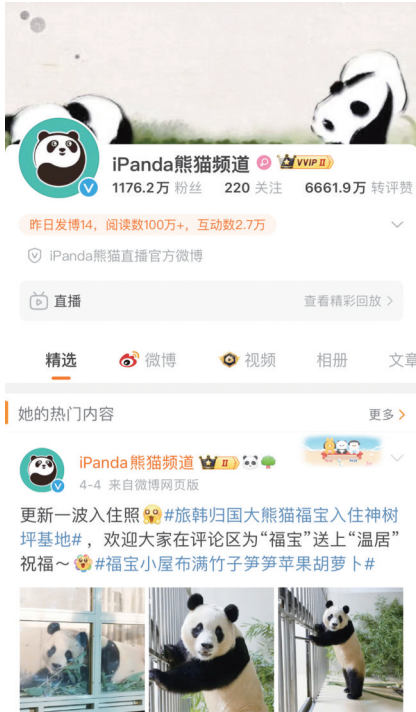 iPanda熊猫频道 VVIP II
1176.2万 粉丝 220 关注 6661.9万 转评赞
昨日发博14，阅读数100万+，互动数2.7万
iPanda熊猫直播官方微博
直播 查看精彩回放
精选 微博 视频 相册 文章
她的热门内容 更多
iPanda熊猫频道 II
4-4 来自微博网页版
更新一波入住照#旅韩归国大熊猫福宝入住神树
坪基地#，欢迎大家在评论区为“福宝”送上“温居”
祝福～#福宝小屋布满竹子笋笋苹果胡萝卜#